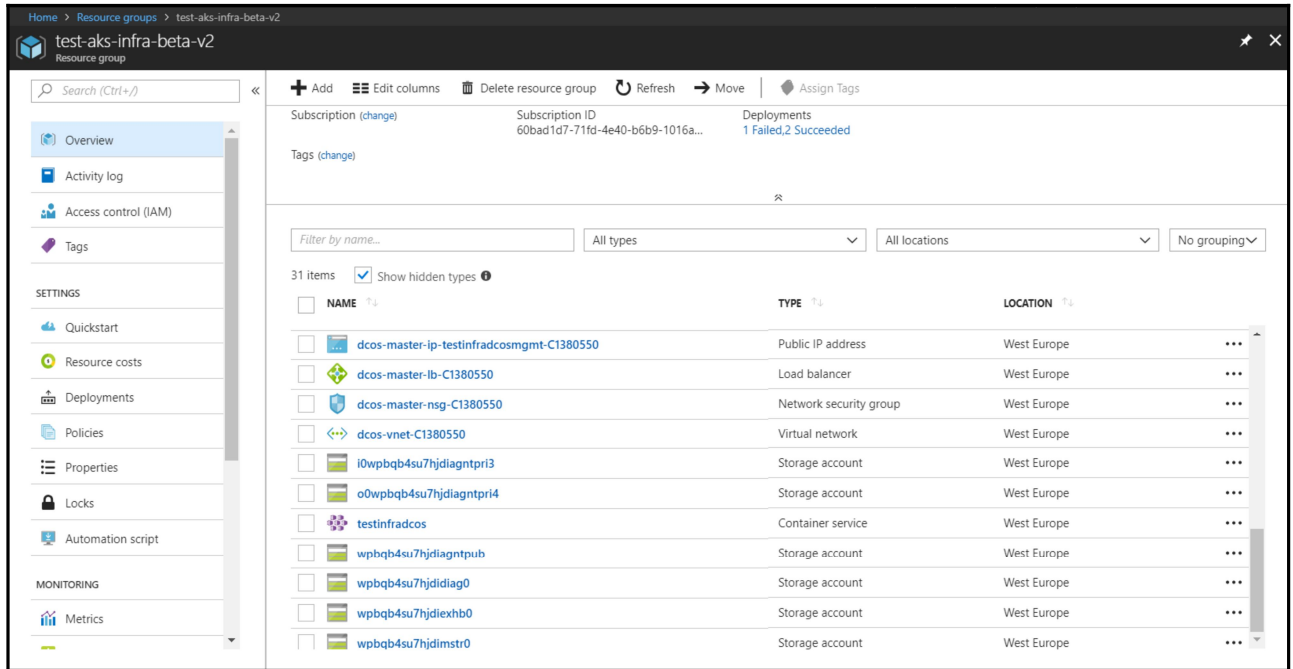 Home > Resource groups > test-aks-infra-beta-v2
test-aks-infra-beta-v2
Resource group
Search (Ctrl+/)
Overview
Activity log
Access control (IAM)
Tags
SETTINGS
Quickstart
Resource costs
Deployments
Policies
Properties
Locks
Automation script
MONITORING
Metrics
Add Edit columns Delete resource group Refresh Move Assign Tags
Subscription (change) Subscription ID Deployments
60bad1d7-71fd-4e40-b6b9-1016a... 1 Failed,2 Succeeded
Tags (change)
Filter by name... All types All locations No grouping
31 items Show hidden types
NAME TYPE LOCATION
dcos-master-ip-testinfradcosmgmt-C1380550 Public IP address West Europe ...
dcos-master-lb-C1380550 Load balancer West Europe ...
dcos-master-nsg-C1380550 Network security group West Europe ...
dcos-vnet-C1380550 Virtual network West Europe ...
i0wpbqb4su7hjdiagntpri3 Storage account West Europe ...
o0wpbqb4su7hjdiagntpri4 Storage account West Europe ...
testinfradcos Container service West Europe ...
wpbqb4su7hjdiagntpub Storage account West Europe ...
wpbqb4su7hjdidiag0 Storage account West Europe ...
wpbqb4su7hjdiexhb0 Storage account West Europe ...
wpbqb4su7hjdimstr0 Storage account West Europe ...